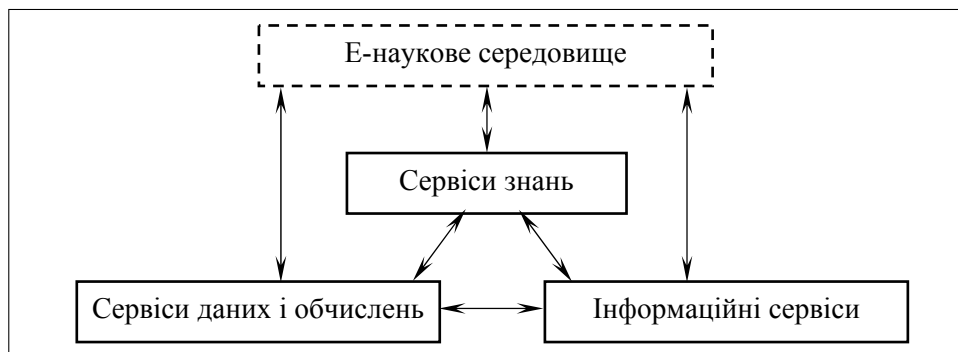 Е-наукове середовище
Сервіси знань
Сервіси даних і обчислень
Інформаційні сервіси